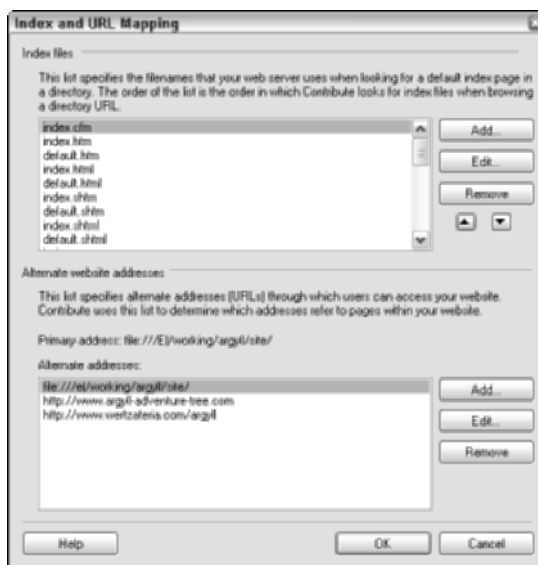 Index and URL Mapping
Index files
This list specifies the filenames that your web server uses when looking for a default index page in
a directory. The order of the list is the order in which Contribute looks for index files when browsing
a directory URL.
index.cfm
Add...
index.htm
default.htm
Edit...
index.html
default.html
Remove
index.shtm
default.shtm
index.shtml
default.shtml
Alternate website addresses
This list specifies alternate addresses (URLs) through which users can access your website.
Contribute uses this list to determine which addresses refer to pages within your website.
Primary address: file:///E|/working/argyll/site/
Alternate addresses:
file:///e|/working/argyll/site/
Add...
http://www.argyll-adventure-tree.com
http://www.wertzateria.com/argyll
Edit...
Remove
Help
OK
Cancel